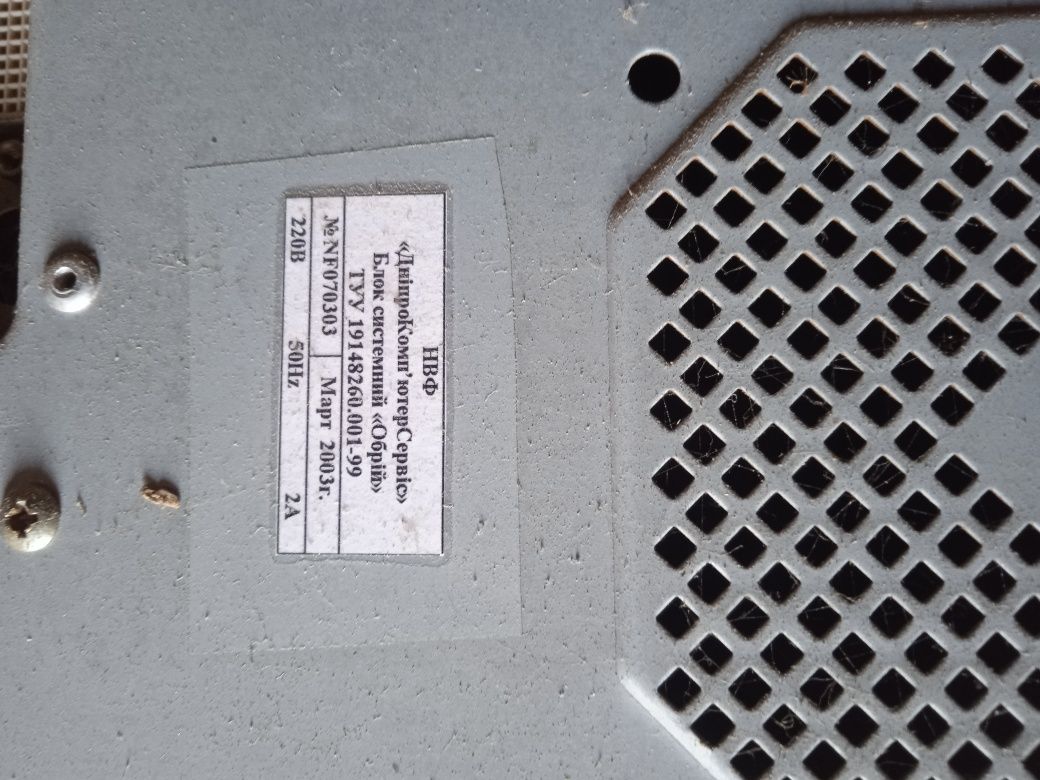 НВФ
«ДніпроКомп’ютерСервіс»
Блок системний «Обрій»
ТУУ 19148260.001-99
№ NF070303 Март 2003г.
220В 50Hz 2А